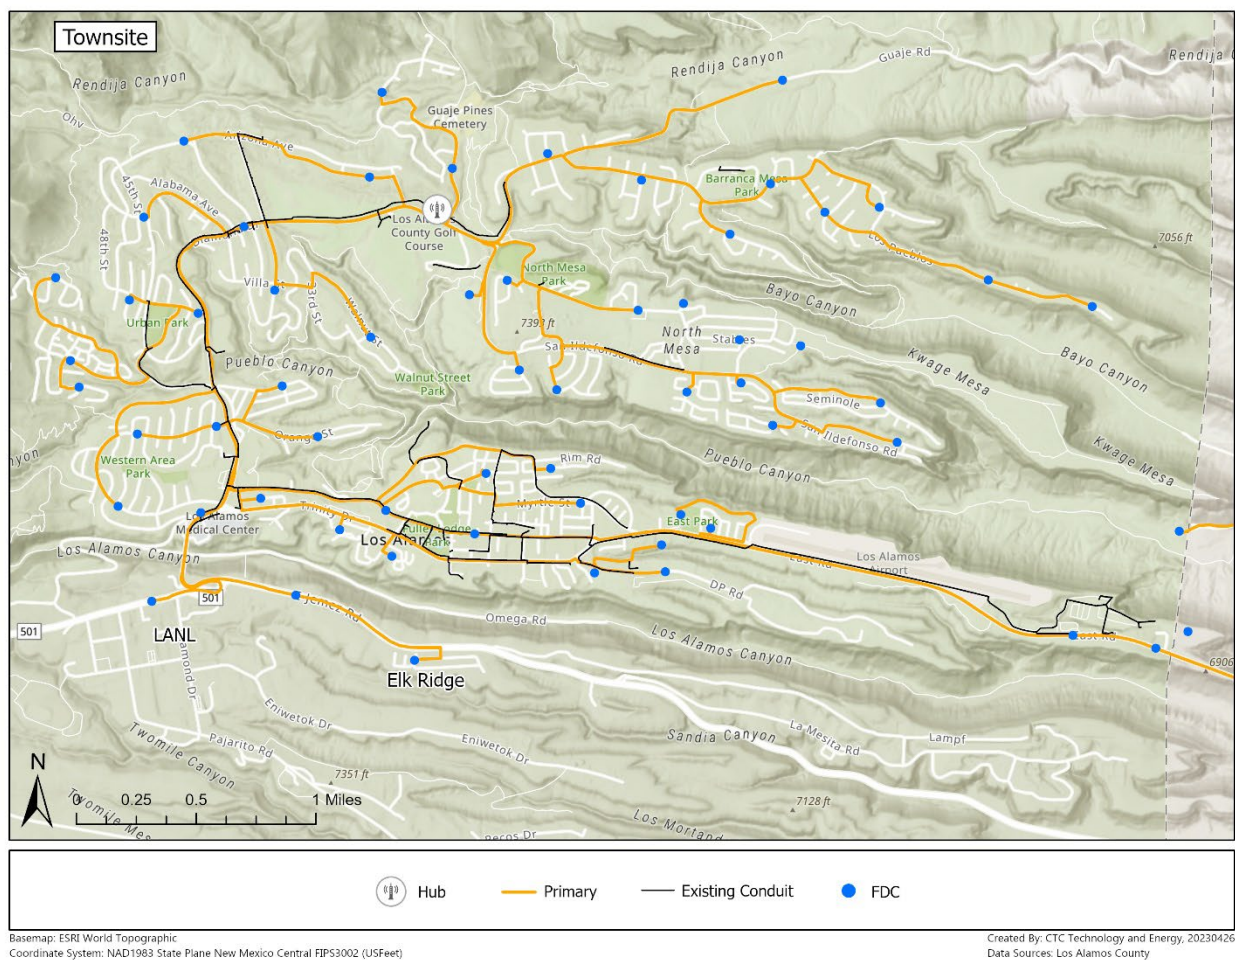 Townsite
Rendija Canyon
Rendija Canyon
Guaje Rd
Rendija C
Ohv
Guaje Pines
Cemetery
Arizona Ave
45th St
Alabama Ave
Barranca Mesa
Park
48th St
Los Alamos
County Golf
Course
Los Pueblos
7056 ft
North Mesa
Park
Villa St
33rd St
Walnut St
Bayo Canyon
Urban Park
7393 ft
North
Mesa
Stables
San Ildefonso Rd
Kwage Mesa
Bayo Canyon
Pueblo Canyon
Walnut Street
Park
Seminole
San Ildefonso Rd
Orange St
Kwage Mesa
Western Area
Park
nyon
Rim Rd
Pueblo Canyon
Myrtle St
Trinity Dr
East Park
Los Alamos
Medical Center
Fuller Lodge
Park
Los Alamos
Los Alamos Canyon
East Rd
Los Alamos
Airport
DP Rd
501
501
Jemez Rd
Omega Rd
LANL
Los Alamos Canyon
East Rd
6906
Elk Ridge
Diamond Dr
Eniwetok Dr
Eniwetok Dr
Sandia Canyon
La Mesita Rd
Lampf
Twomile Canyon
Pajarito Rd
7351 ft
7128 ft
N
0 0.25 0.5 1 Miles
Twomile Mes
Pecos Dr
Los Mortand
Hub
Primary
Existing Conduit
FDC
Basemap: ESRI World Topographic
Coordinate System: NAD1983 State Plane New Mexico Central FIPS3002 (USFeet)
Created By: CTC Technology and Energy, 20230426
Data Sources: Los Alamos County